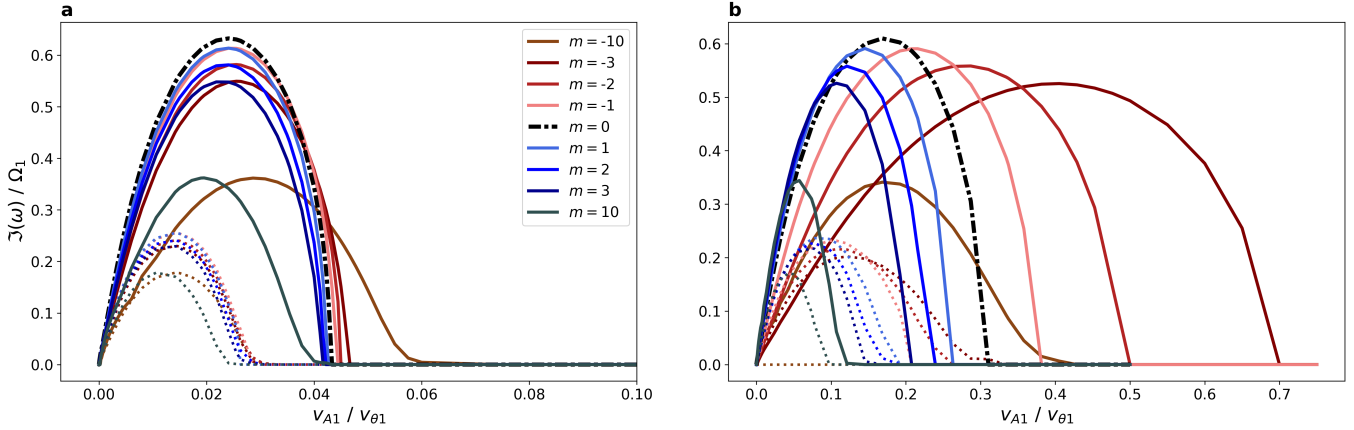 a
ℑ(ω) / Ω1
0.6
0.5
0.4
0.3
0.2
0.1
0.0
0.00 0.02 0.04 0.06 0.08 0.10
vA1 / vθ1
m = -10
m = -3
m = -2
m = -1
m = 0
m = 1
m = 2
m = 3
m = 10
b
0.6
0.5
0.4
0.3
0.2
0.1
0.0
0.0 0.1 0.2 0.3 0.4 0.5 0.6 0.7
vA1 / vθ1